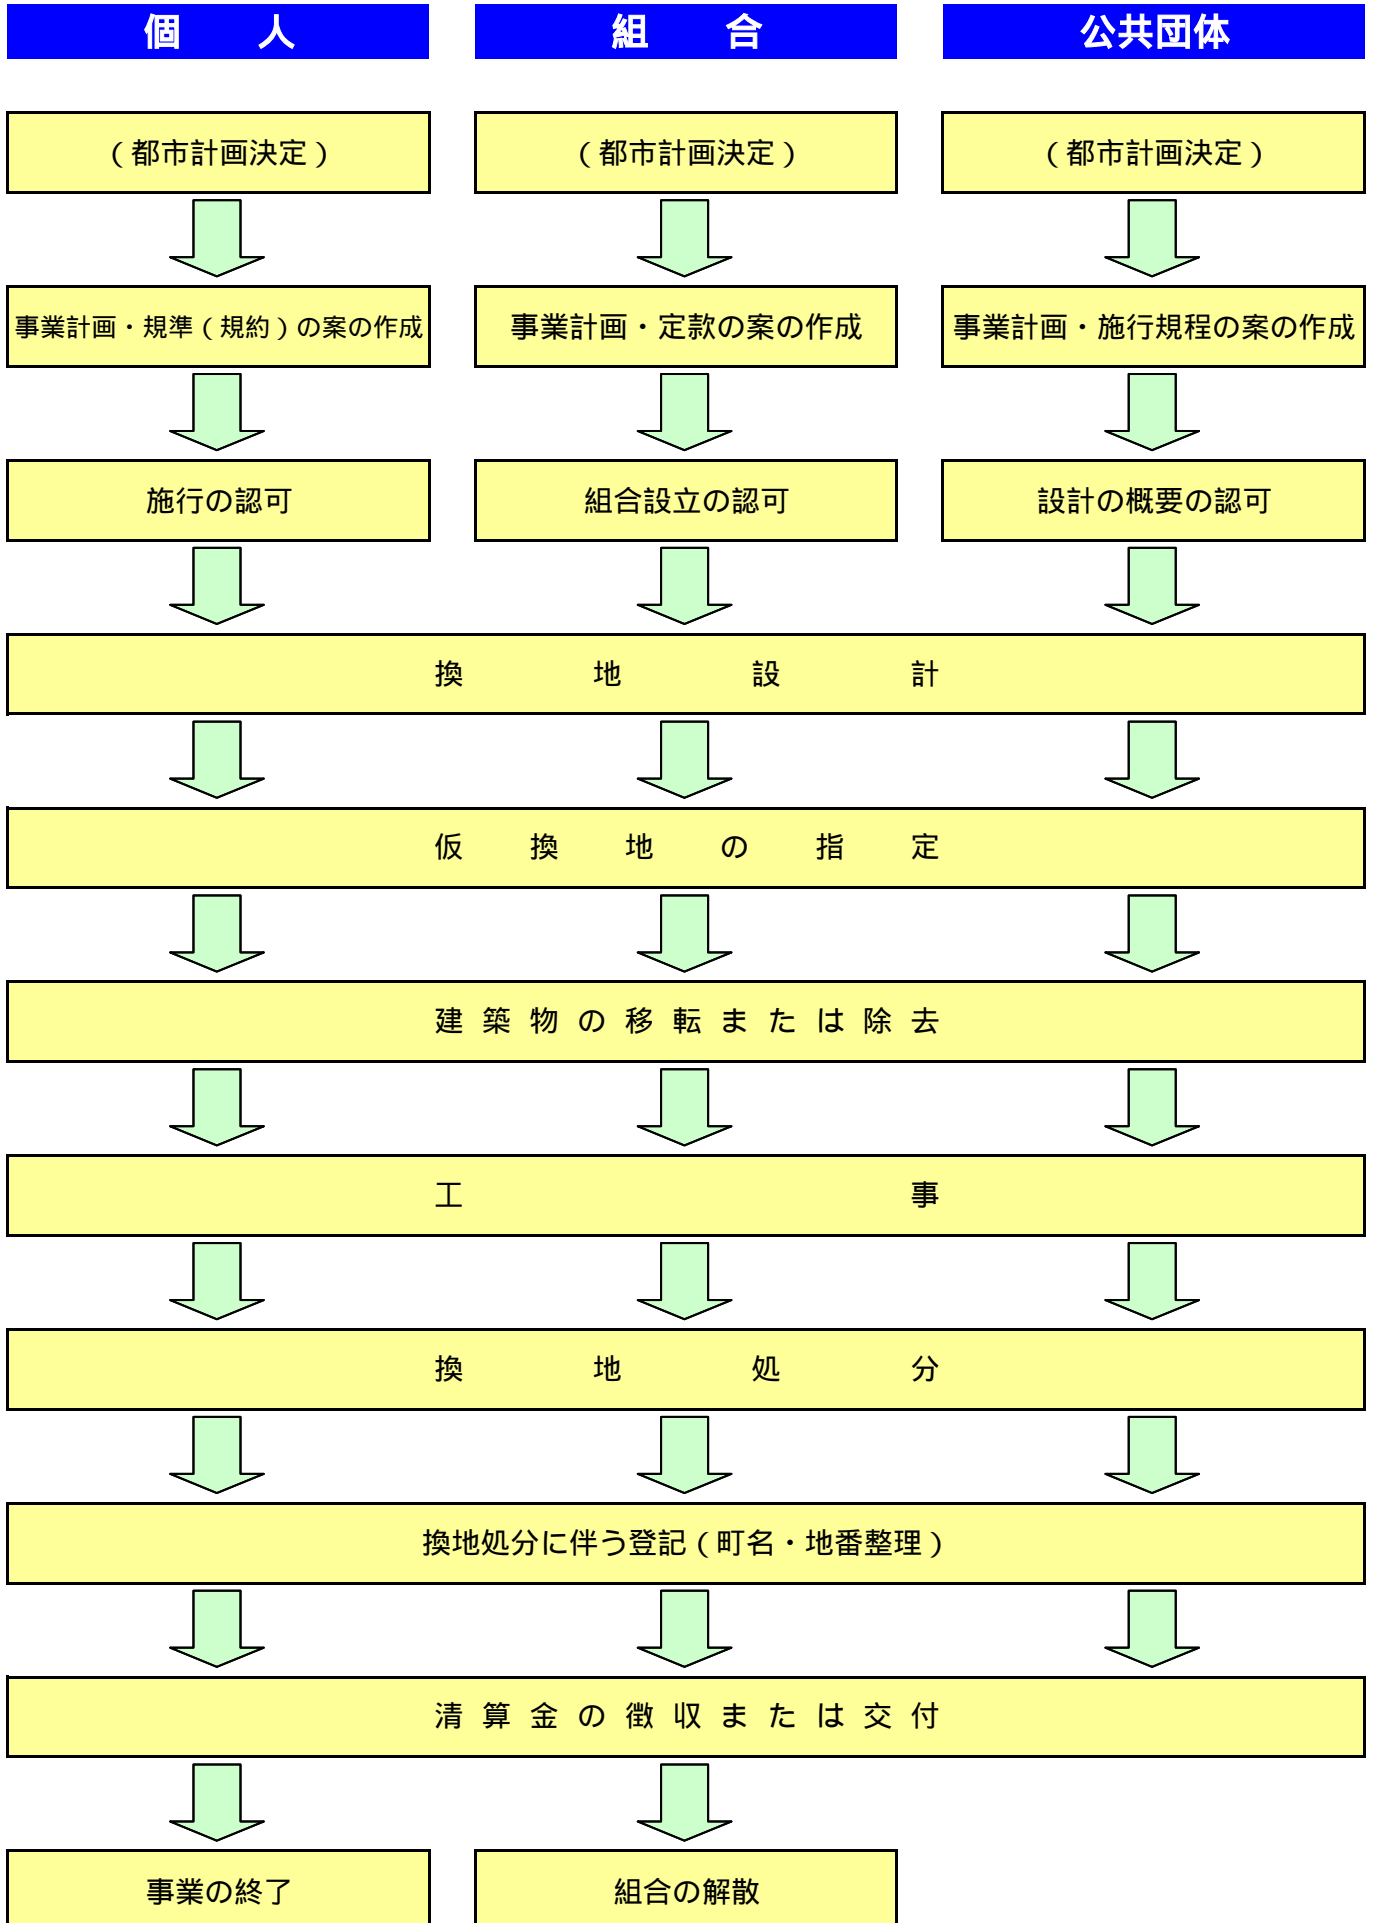 個　人
組　合
公共団体
（都市計画決定）
（都市計画決定）
（都市計画決定）
事業計画・規準（規約）の案の作成
事業計画・定款の案の作成
事業計画・施行規程の案の作成
施行の認可
組合設立の認可
設計の概要の認可
換地設計
仮換地の指定
建築物の移転または除去
工事
換地処分
換地処分に伴う登記（町名・地番整理）
清算金の徴収または交付
事業の終了
組合の解散